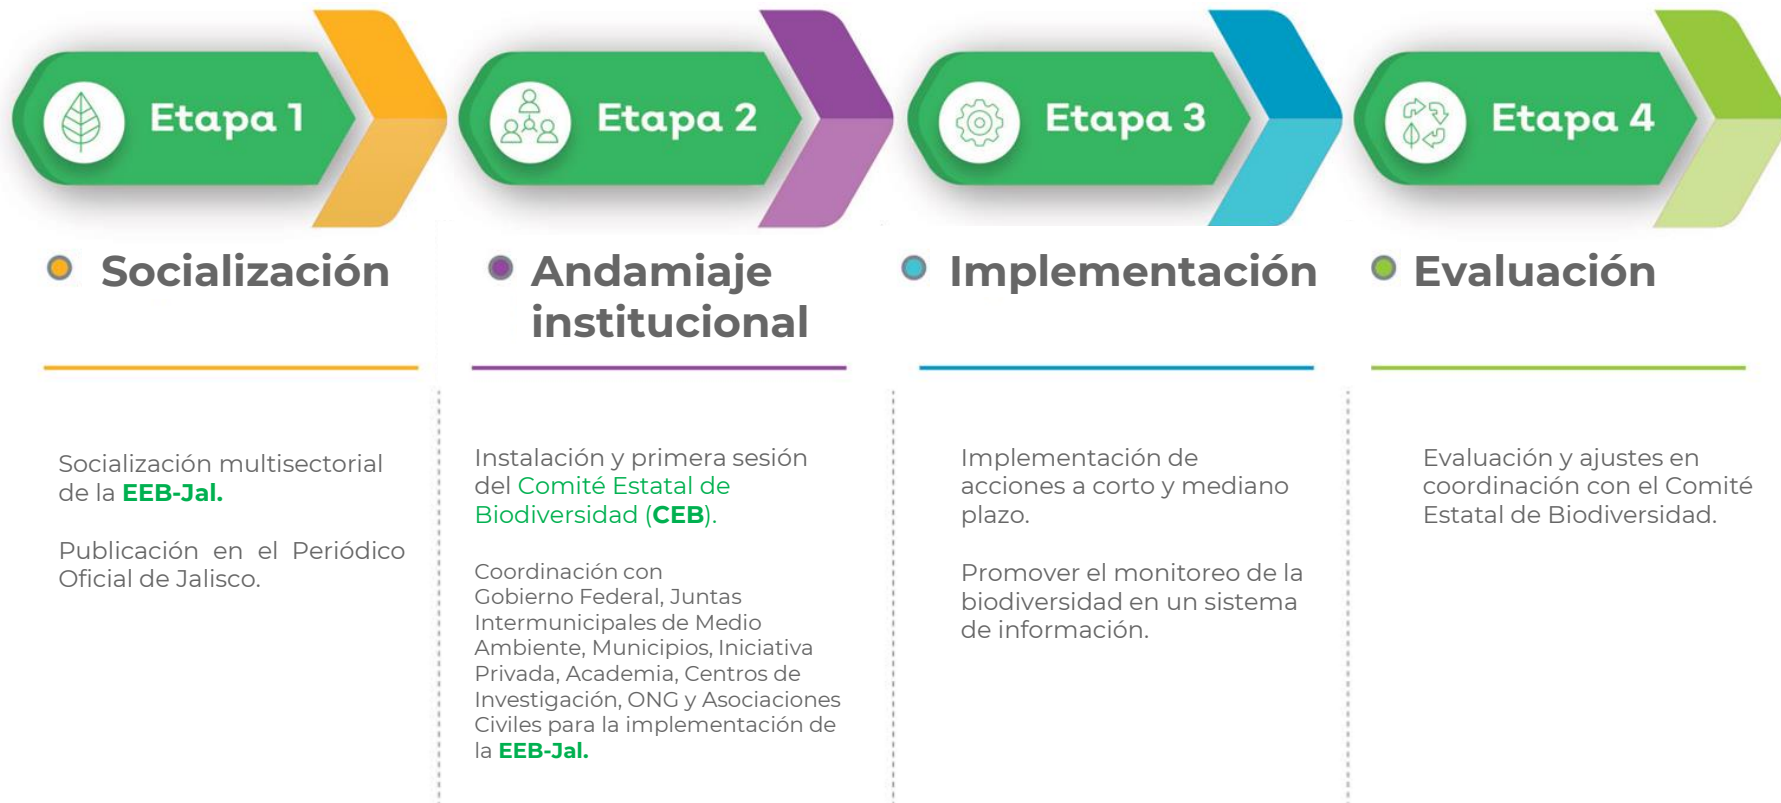 Etapa 1
Etapa 2
Etapa 3
Etapa 4
Socialización
Socialización multisectorial
de la EEB-Jal.
Publicación en el Periódico
Oficial de Jalisco.
Andamiaje
institucional
Instalación y primera sesión
del Comité Estatal de
Biodiversidad (CEB).
Coordinación con
Gobierno Federal, Juntas
Intermunicipales de Medio
Ambiente, Municipios, Iniciativa
Privada, Academia, Centros de
Investigación, ONG y Asociaciones
Civiles para la implementación de
la EEB-Jal.
Implementación
Implementación de
acciones a corto y mediano
plazo.
Promover el monitoreo de la
biodiversidad en un sistema
de información.
Evaluación
Evaluación y ajustes en
coordinación con el Comité
Estatal de Biodiversidad.